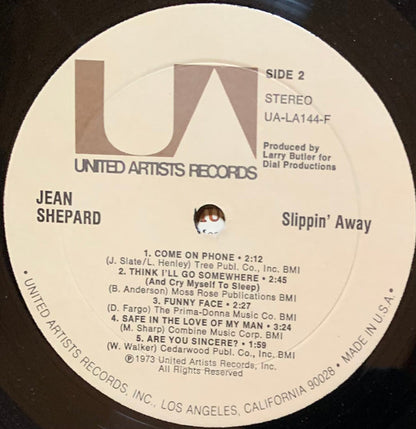 UA
SIDE 2
STEREO
UA-LA144-F
Produced by
Larry Butler for
Dial Productions
UNITED ARTISTS RECORDS
JEAN
SHEPARD
Slippin' Away
1. COME ON PHONE • 2:12
(J. Slate/L. Henley) Tree Publ. Co., Inc. BMI
2. THINK I'LL GO SOMEWHERE • 2:45
(And Cry Myself To Sleep)
(B. Anderson) Moss Rose Publications BMI
3. FUNNY FACE • 2:27
(D. Fargo) The Prima-Donna Music Co. BMI
4. SAFE IN THE LOVE OF MY MAN • 3:24
(M. Sharp) Combine Music Corp. BMI
5. ARE YOU SINCERE? • 1:59
(W. Walker) Cedarwood Publ. Co., Inc. BMI
℗ 1973 United Artists Records, Inc.
All Rights Reserved
• UNITED ARTISTS RECORDS, INC., LOS ANGELES, CALIFORNIA 90028 • MADE IN U.S.A. •